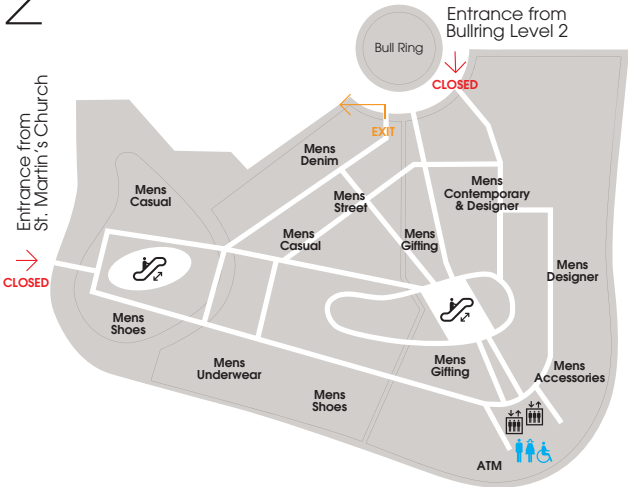 2
Entrance from
Bullring Level 2
Bull Ring
CLOSED
EXIT
Entrance from
St. Martin's Church
CLOSED
Mens
Denim
Mens
Casual
Mens
Street
Mens
Contemporary
& Designer
Mens
Casual
Mens
Gifting
Mens
Designer
Mens
Shoes
Mens
Underwear
Mens
Gifting
Mens
Accessories
Mens
Shoes
ATM